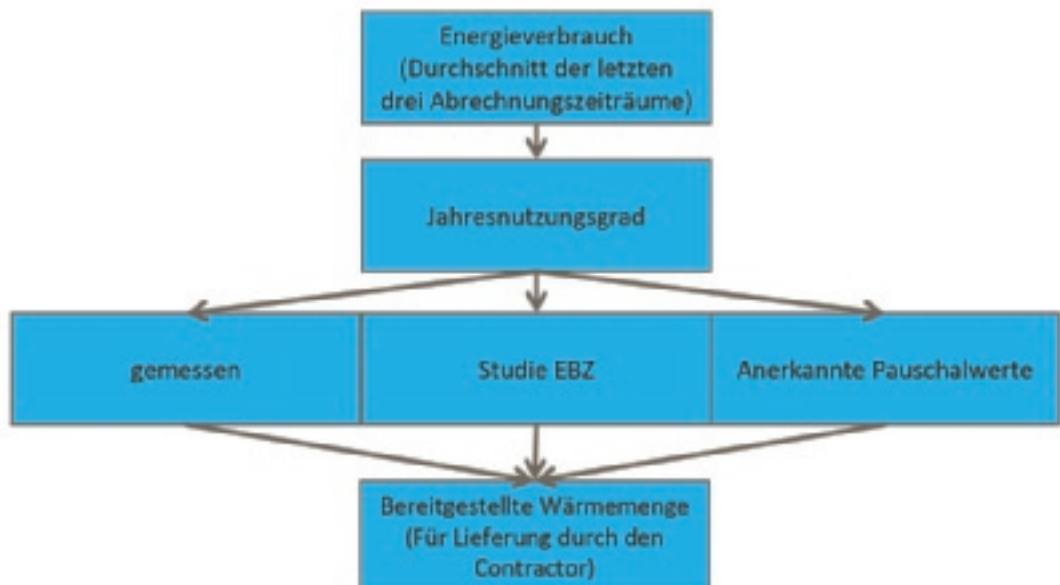 Energieverbrauch
(Durchschnitt der letzten
drei Abrechnungszeiträume)
Jahresnutzungsgrad
gemessen
Studie EBZ
Anerkannte Pauschalwerte
Bereitgestellte Wärmemenge
(Für Lieferung durch den
Contractor)